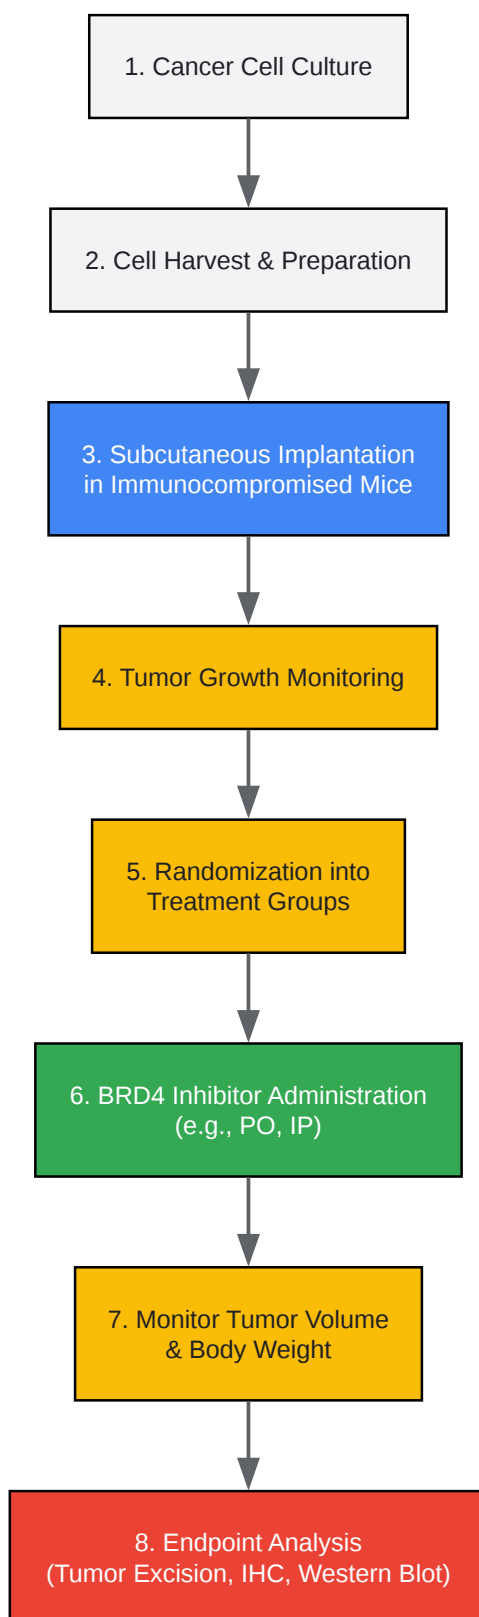 1. Cancer Cell Culture
2. Cell Harvest & Preparation
3. Subcutaneous Implantation
in Immunocompromised Mice
4. Tumor Growth Monitoring
5. Randomization into
Treatment Groups
6. BRD4 Inhibitor Administration
(e.g., PO, IP)
7. Monitor Tumor Volume
& Body Weight
8. Endpoint Analysis
(Tumor Excision, IHC, Western Blot)